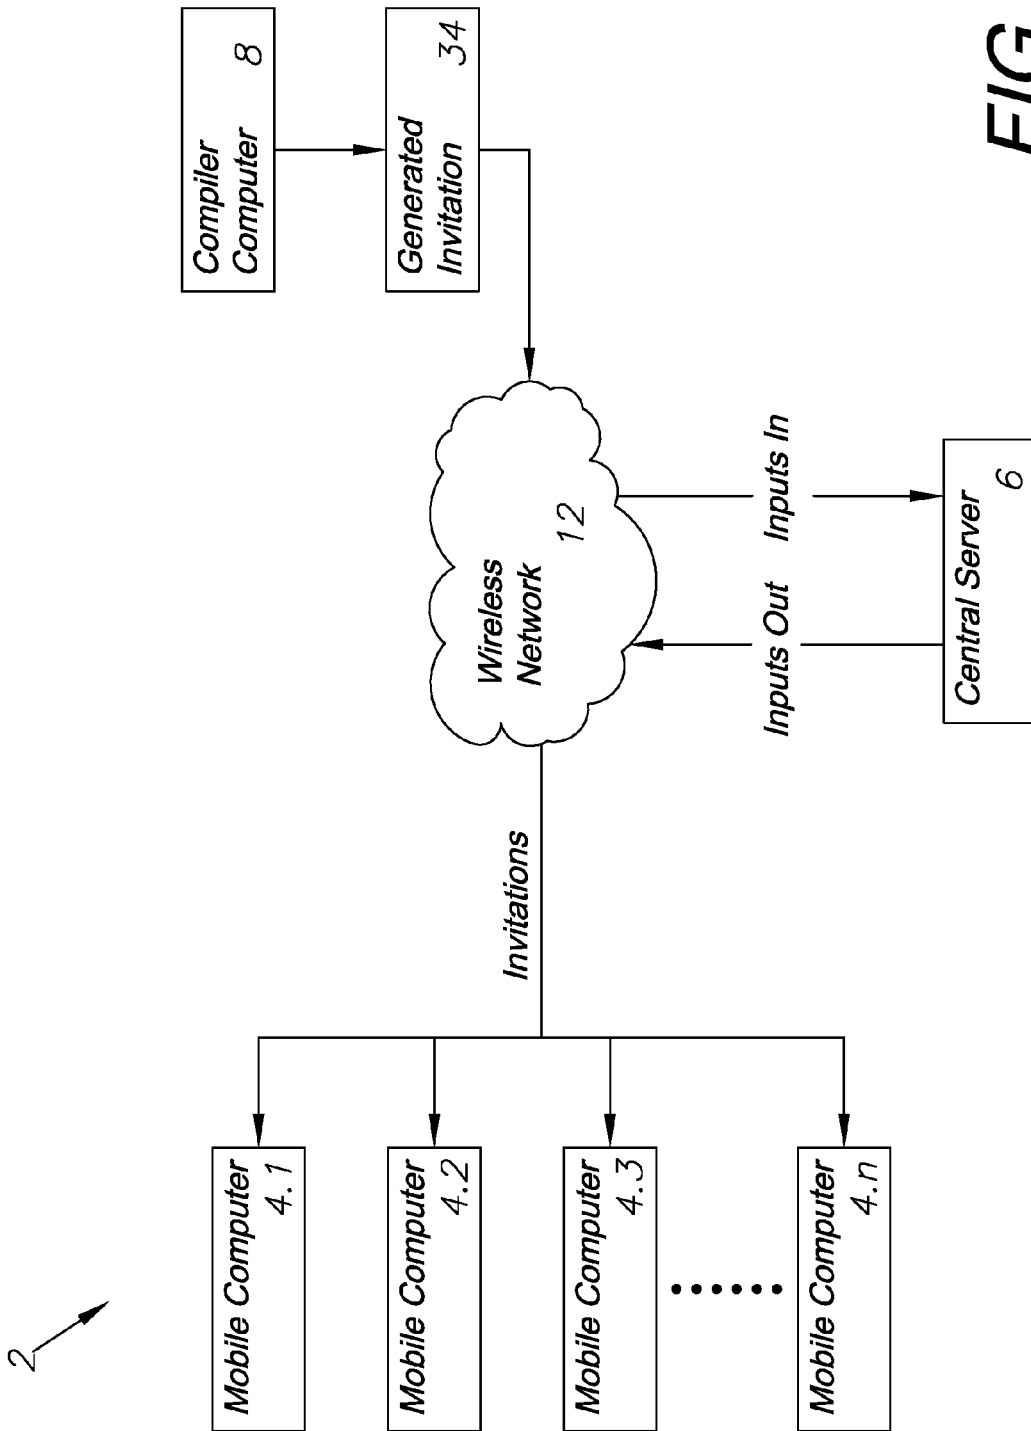 2
Mobile Computer
4.1
Mobile Computer
4.2
Mobile Computer
4.3
Mobile Computer
4.n
Invitations
Wireless
Network
12
Compiler
Computer
8
Generated
Invitation
34
Inputs Out
Inputs In
Central Server
6
FIG